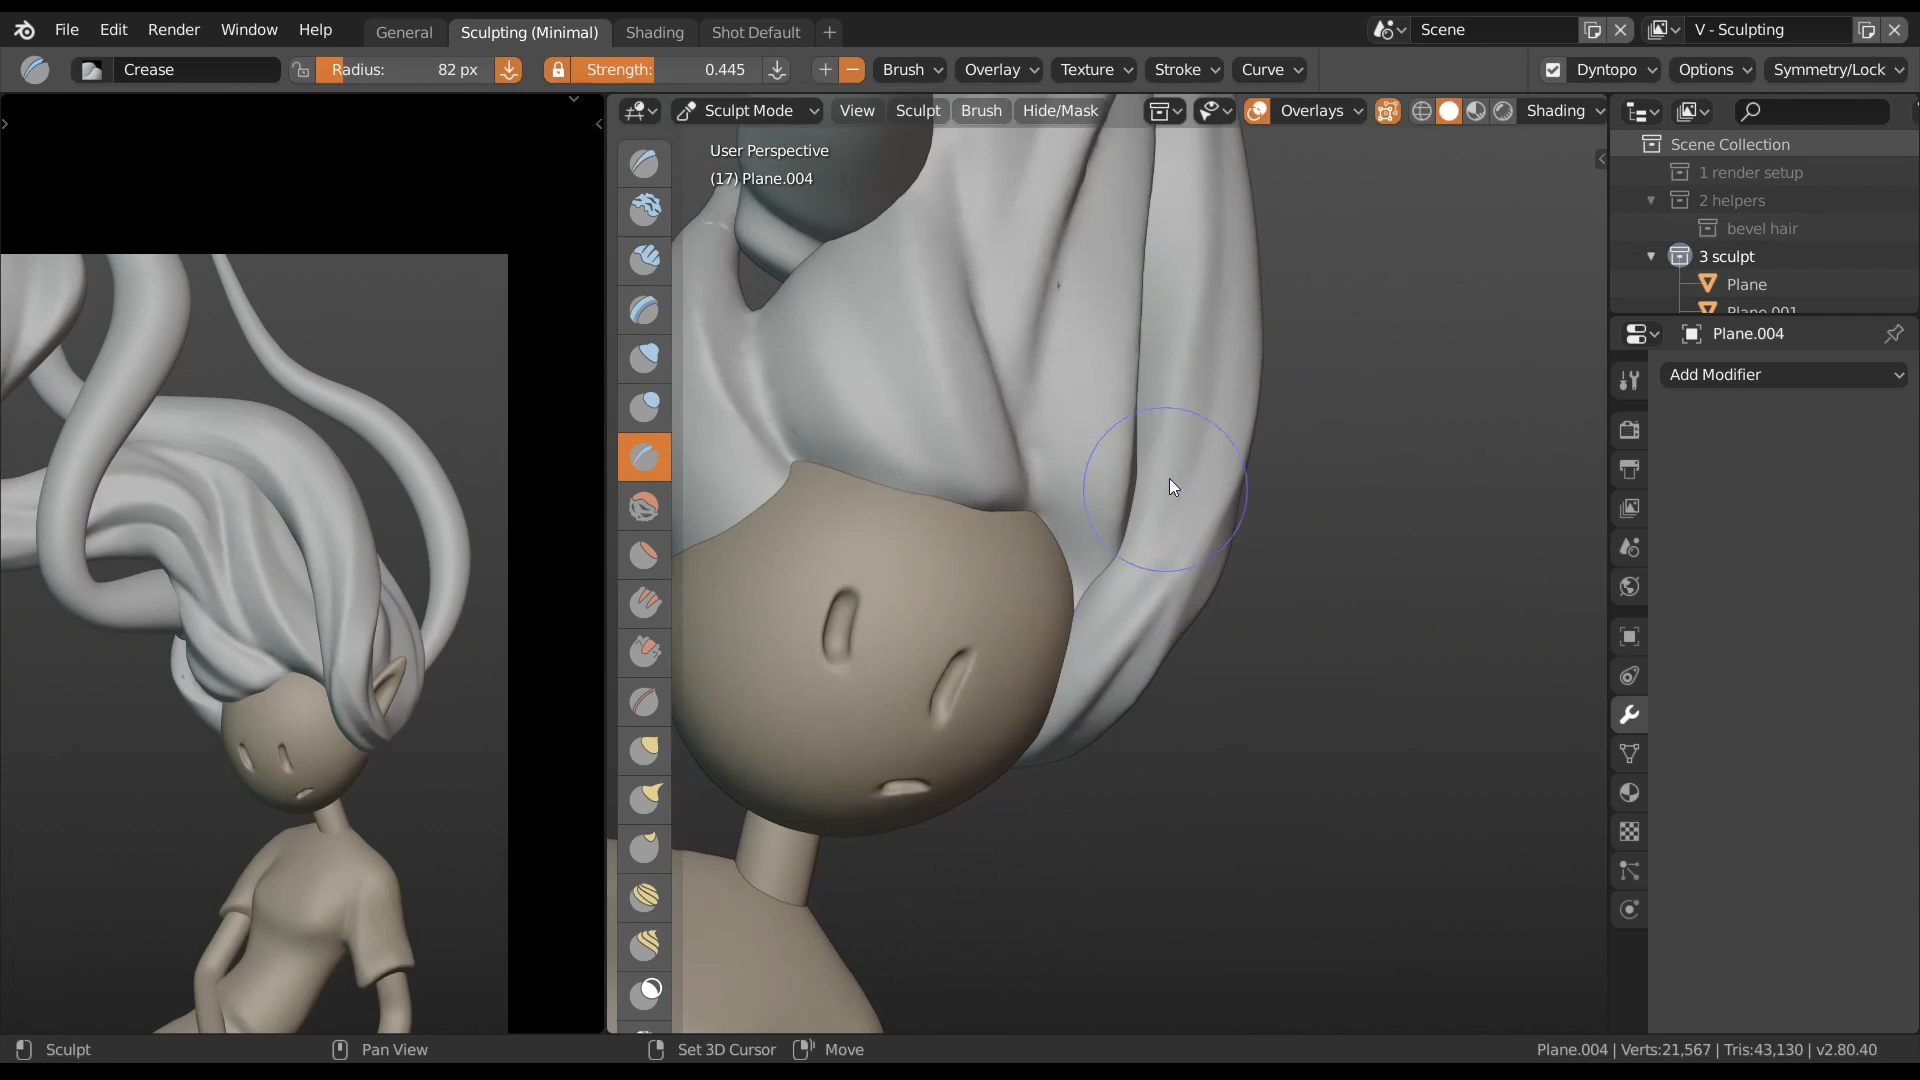 File Edit Render Window Help General Sculpting (Minimal) Shading Shot Default Scene V - Sculpting
Crease Radius: 82 px Strength: 0.445 Brush Overlay Texture Stroke Curve Dyntopo Options Symmetry/Lock
Sculpt Mode View Sculpt Brush Hide/Mask Overlays Shading
User Perspective
(17) Plane.004
Scene Collection
1 render setup
2 helpers
bevel hair
3 sculpt
Plane
Plane.001
Plane.004
Add Modifier
Sculpt Pan View Set 3D Cursor Move Plane.004 | Verts:21,567 | Tris:43,130 | v2.80.40